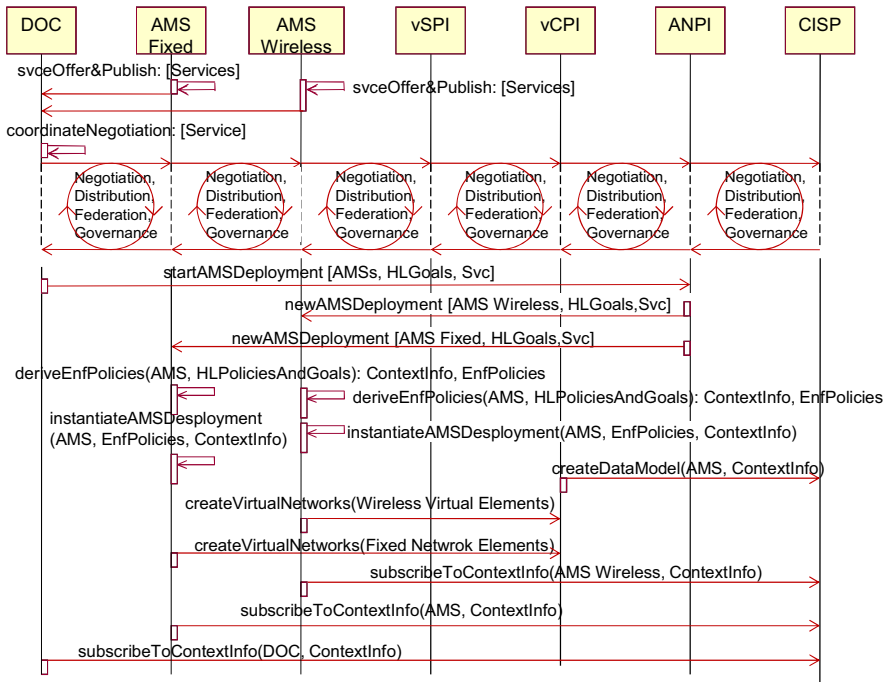 DOC
AMS
Fixed
AMS
Wireless
vSPI
vCPI
ANPI
CISP
svceOffer&Publish: [Services]
svceOffer&Publish: [Services]
coordinateNegotiation: [Service]
Negotiation,
Distribution,
Federation,
Governance
Negotiation,
Distribution,
Federation,
Governance
Negotiation,
Distribution,
Federation,
Governance
Negotiation,
Distribution,
Federation,
Governance
Negotiation,
Distribution,
Federation,
Governance
Negotiation,
Distribution,
Federation,
Governance
startAMSDeployment [AMSs, HLGoals, Svc]
newAMSDeployment [AMS Wireless, HLGoals,Svc]
newAMSDeployment [AMS Fixed, HLGoals,Svc]
deriveEnfPolicies(AMS, HLPoliciesAndGoals): ContextInfo, EnfPolicies
deriveEnfPolicies(AMS, HLPoliciesAndGoals): ContextInfo, EnfPolicies
instantiateAMSDesployment
(AMS, EnfPolicies, ContextInfo)
instantiateAMSDesployment(AMS, EnfPolicies, ContextInfo)
createDataModel(AMS, ContextInfo)
createVirtualNetworks(Wireless Virtual Elements)
createVirtualNetworks(Fixed Netwrok Elements)
subscribeToContextInfo(AMS Wireless, ContextInfo)
subscribeToContextInfo(AMS, ContextInfo)
subscribeToContextInfo(DOC, ContextInfo)